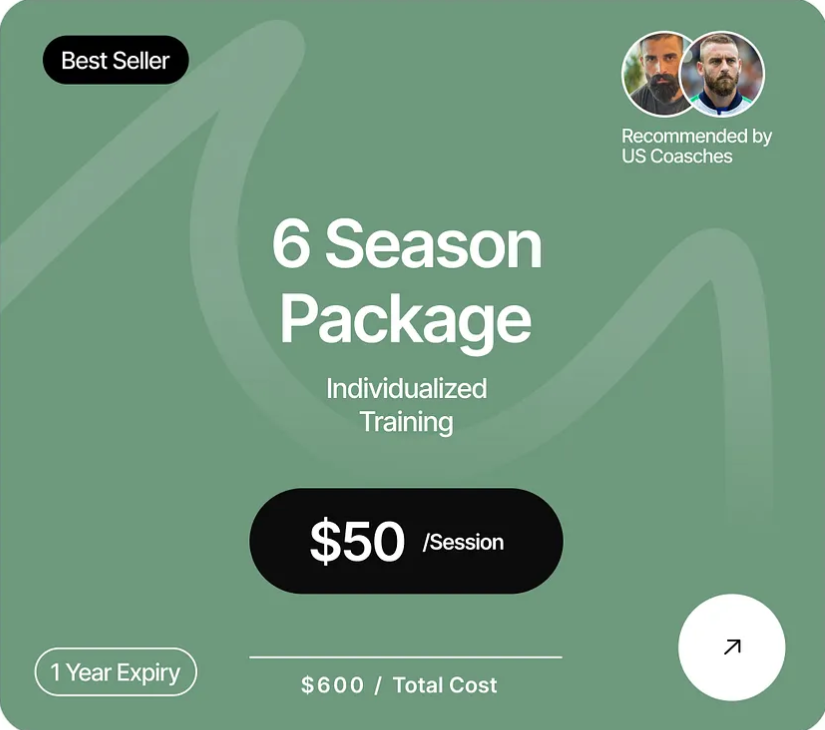 Best Seller
Recommended by
US Coasches
6 Season
Package
Individualized
Training
$50 /Session
1 Year Expiry
$600 / Total Cost